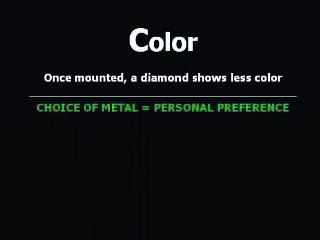 Color
Once mounted, a diamond shows less color
CHOICE OF METAL = PERSONAL PREFERENCE